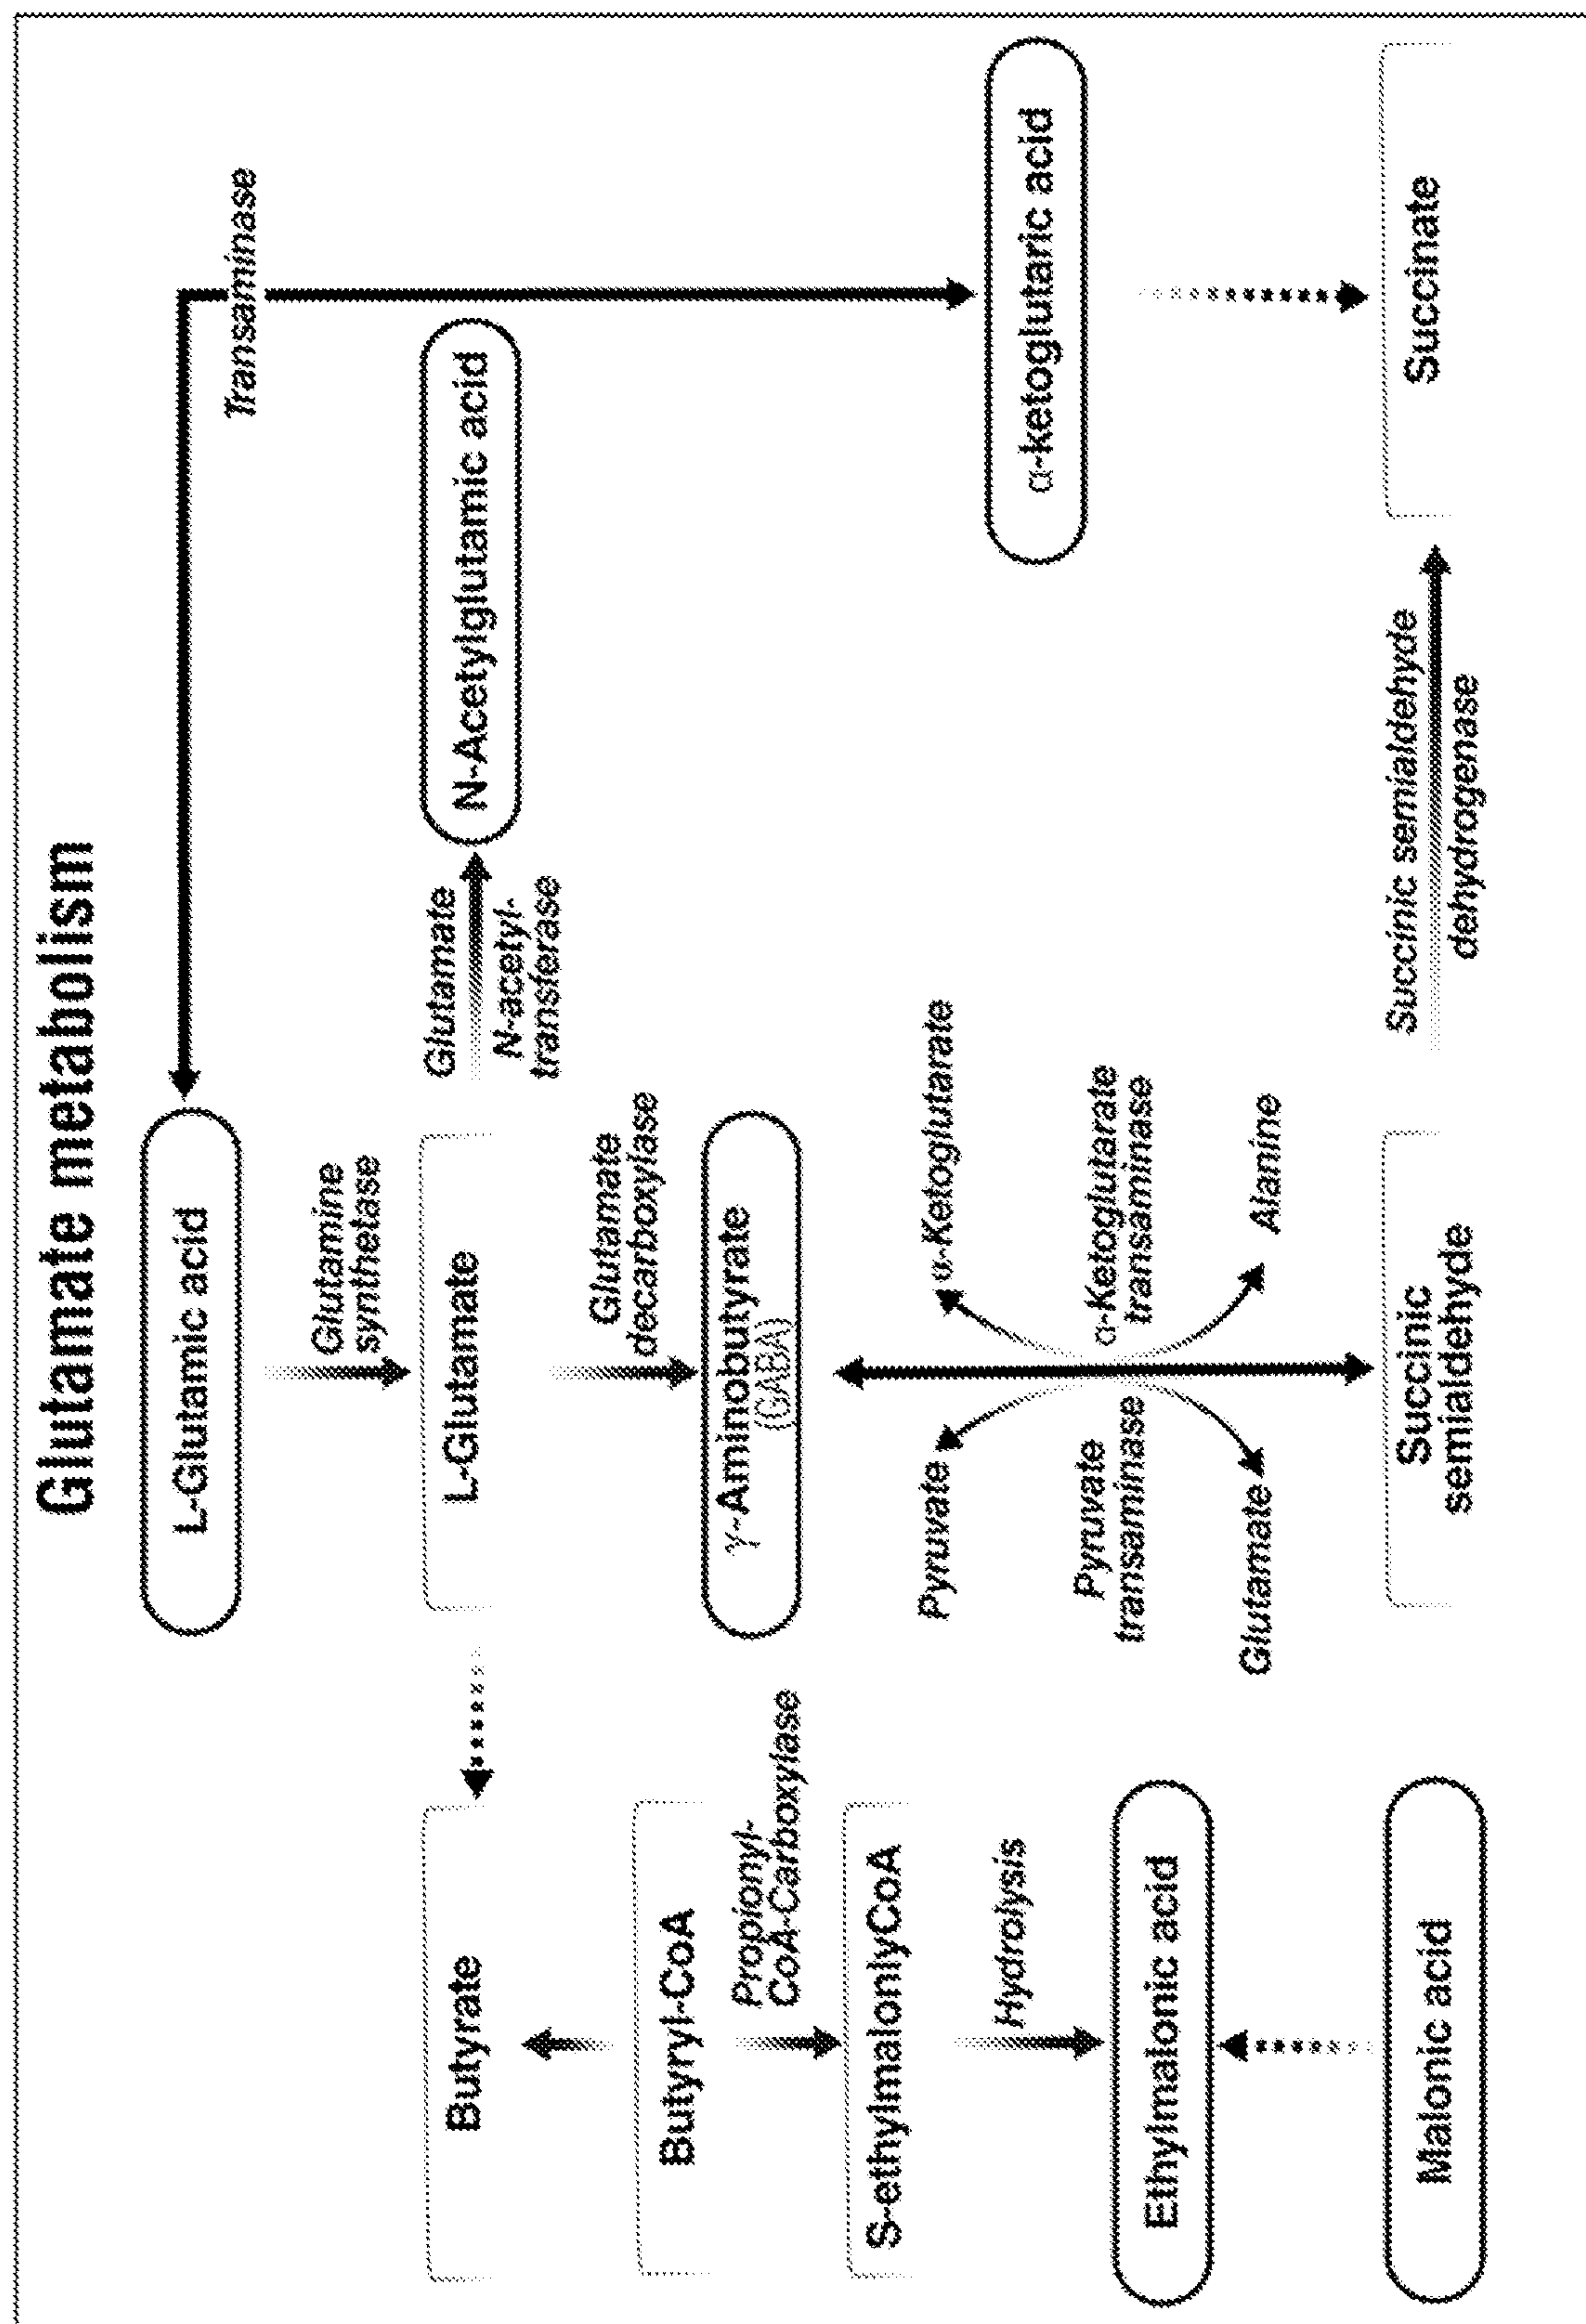 Glutamate metabolism
L-Glutamic acid
Transaminase
Glutamine
synthetase
Butyrate
L-Glutamate
Glutamate
N-acetyl-
transferase
N-Acetylglutamic acid
Butyryl-CoA
Glutamate
decarboxylase
Propionyl-
CoA-Carboxylase
γ-Aminobutyrate
(GABA)
S-ethylmalonlyCoA
Pyruvate
α-Ketoglutarate
Hydrolysis
α-ketoglutaric acid
Pyruvate
transaminase
α-Ketoglutarate
transaminase
Ethylmalonic acid
Glutamate
Alanine
Malonic acid
Succinic
semialdehyde
Succinic semialdehyde
dehydrogenase
Succinate